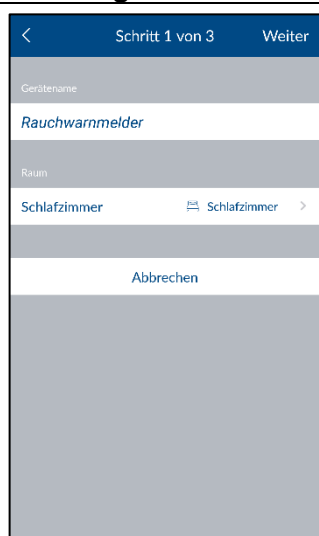 Schritt 1 von 3 Weiter
Gerätename
Rauchwarnmelder
Raum
Schlafzimmer Schlafzimmer
Abbrechen